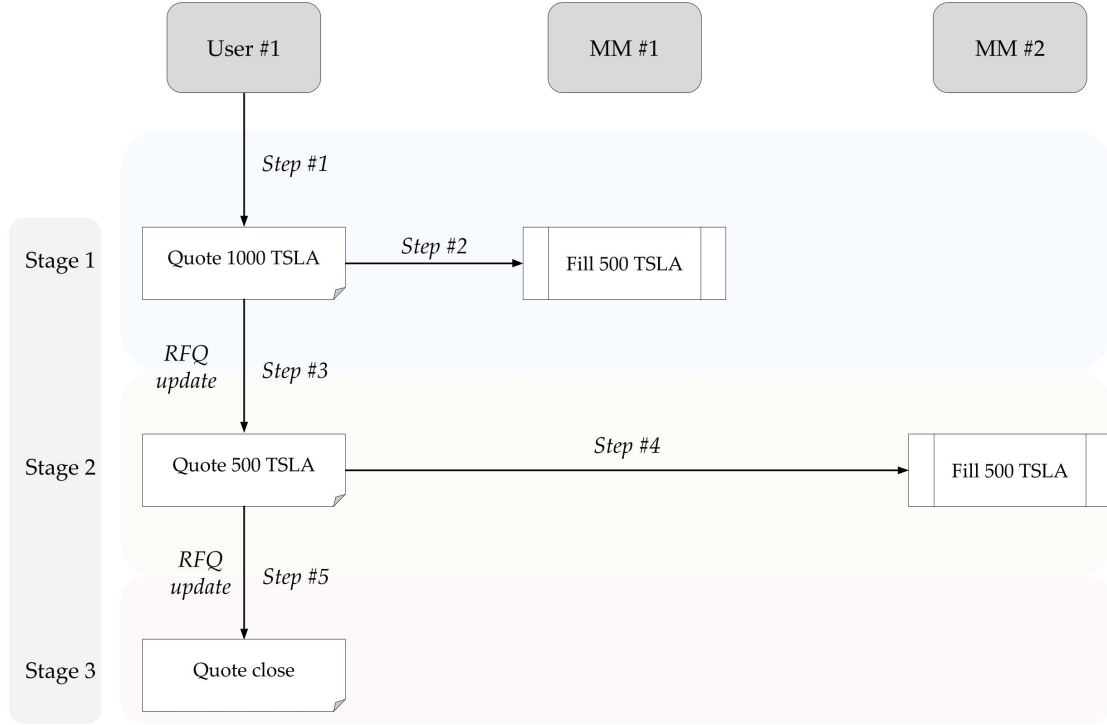 User #1
MM #1
MM #2
Step #1
Stage 1
Quote 1000 TSLA
Step #2
Fill 500 TSLA
RFQ
update
Step #3
Stage 2
Quote 500 TSLA
Step #4
Fill 500 TSLA
RFQ
update
Step #5
Stage 3
Quote close